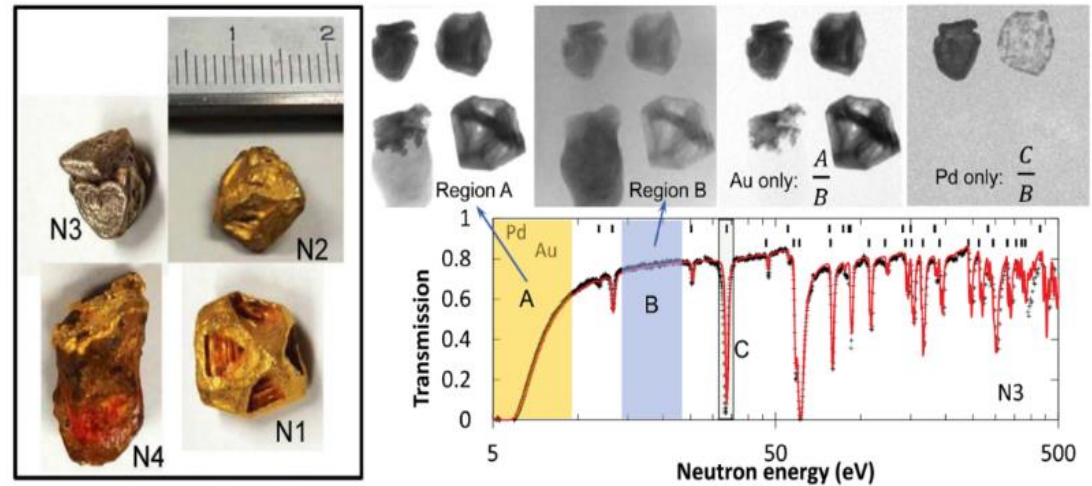 1 2
N3
N2
N4
N1
Region A
Region B
Au only: A/B
Pd only: C/B
Pd
Au
A
B
C
N3
1
0.8
0.6
0.4
0.2
0
Transmission
5 50 500
Neutron energy (eV)